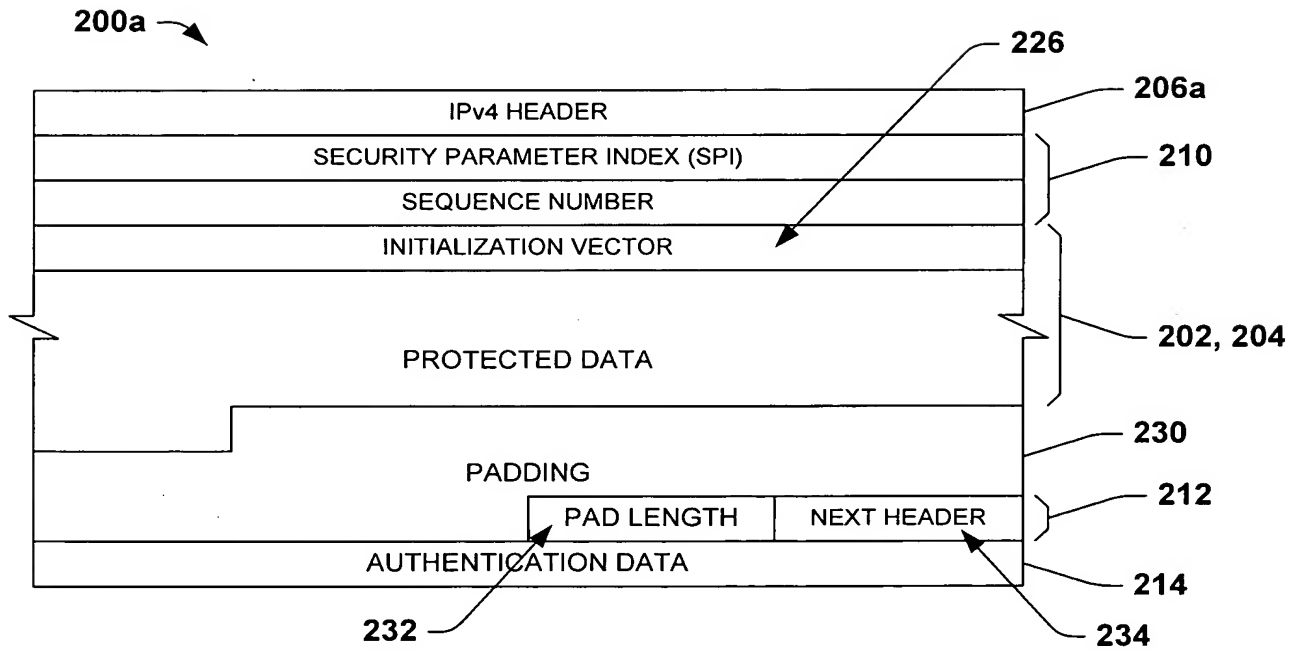 200a
226
IPv4 HEADER
206a
SECURITY PARAMETER INDEX (SPI)
210
SEQUENCE NUMBER
INITIALIZATION VECTOR
202, 204
PROTECTED DATA
230
PADDING
212
PAD LENGTH
NEXT HEADER
AUTHENTICATION DATA
214
232
234